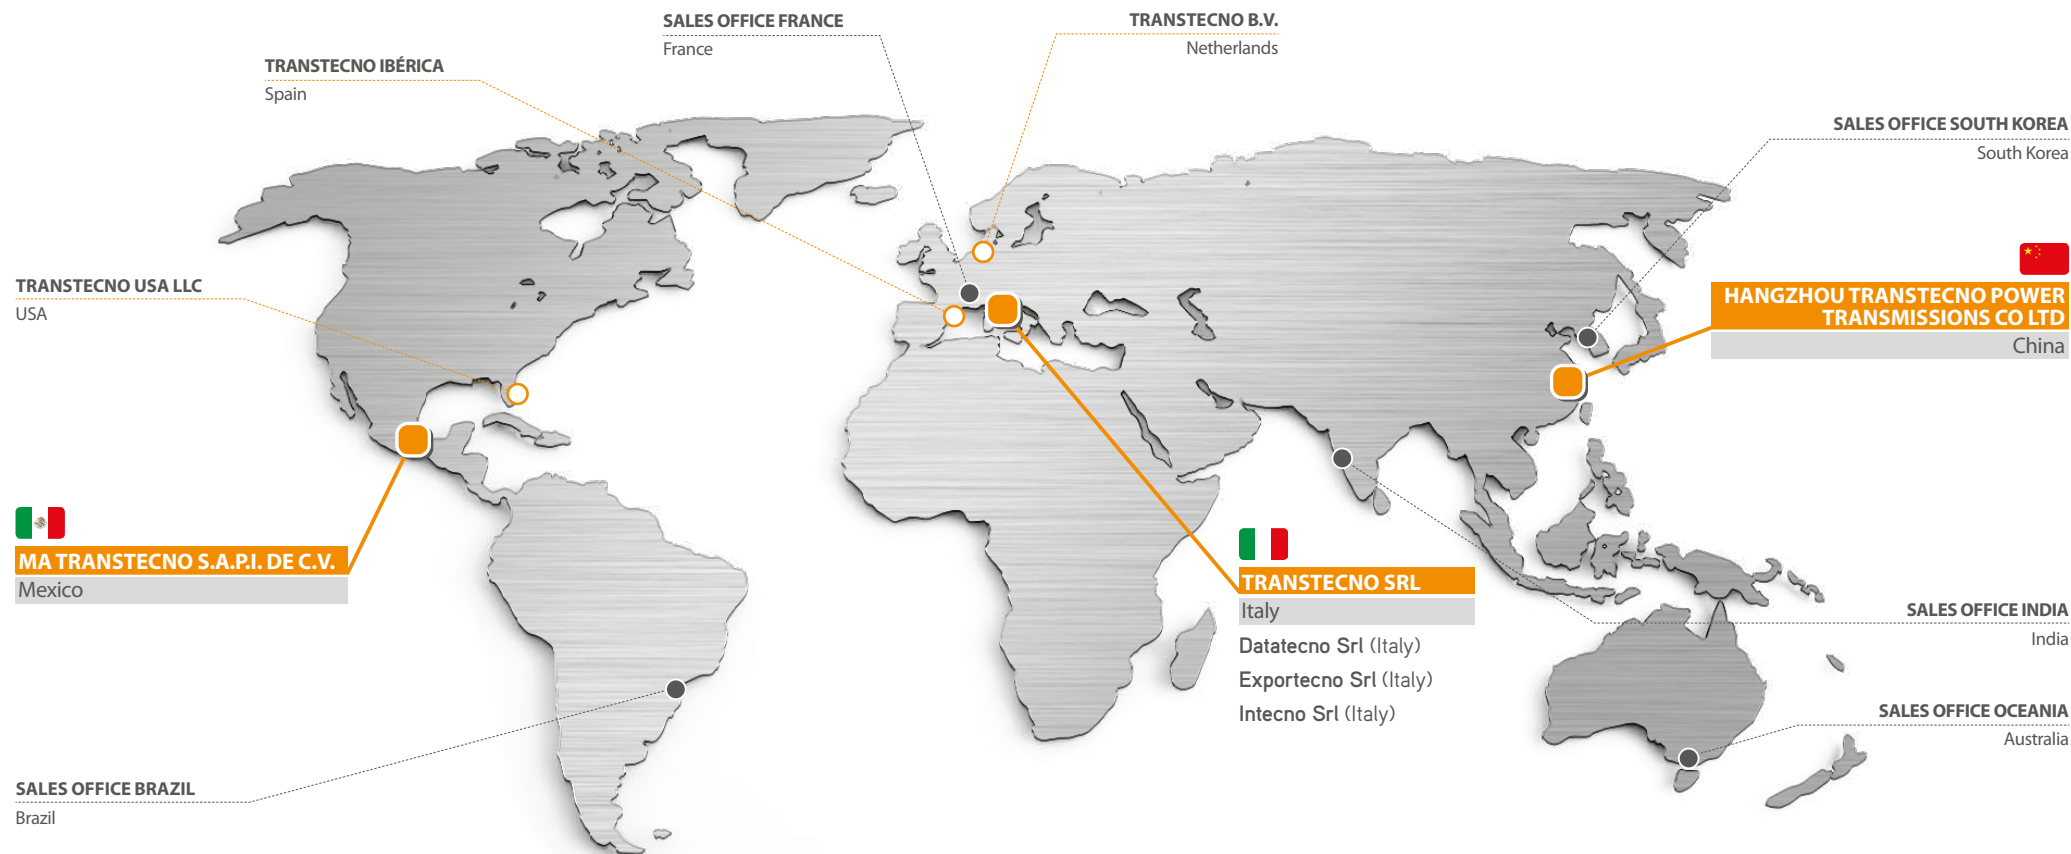 SALES OFFICE FRANCE
France
TRANSTECNO B.V.
Netherlands
TRANSTECNO IBÉRICA
Spain
SALES OFFICE SOUTH KOREA
South Korea
TRANSTECNO USA LLC
USA
HANGZHOU TRANSTECNO POWER
TRANSMISSIONS CO LTD
China
MA TRANSTECNO S.A.P.I. DE C.V.
Mexico
TRANSTECNO SRL
Italy
Datatecno Srl (Italy)
Exportecno Srl (Italy)
Intecno Srl (Italy)
SALES OFFICE INDIA
India
SALES OFFICE OCEANIA
Australia
SALES OFFICE BRAZIL
Brazil